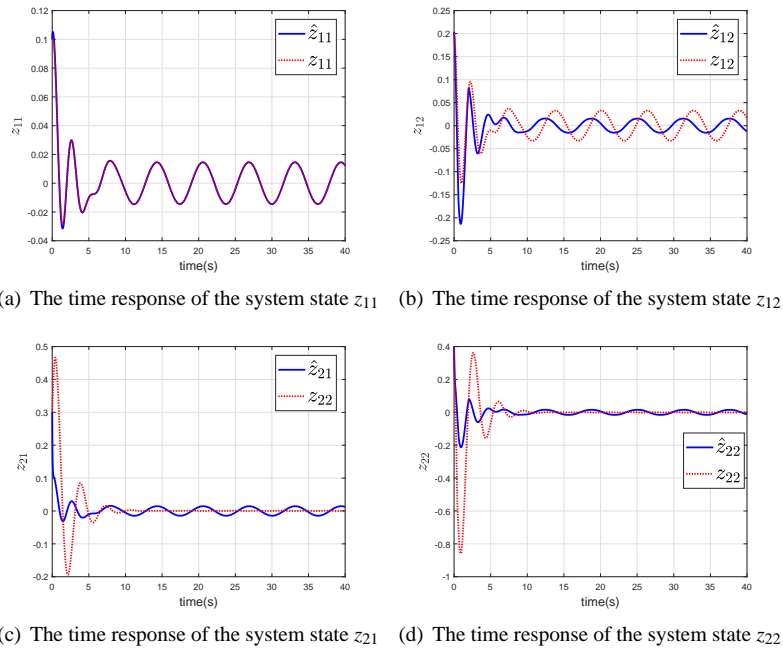 0.12
0.1
0.08
0.06
0.04
0.02
0
-0.02
-0.04
z₁₁
ẑ₁₁
z₁₁
0 5 10 15 20 25 30 35 40
time(s)
0.25
0.2
0.15
0.1
0.05
0
-0.05
-0.1
-0.15
-0.2
-0.25
z₁₂
ẑ₁₂
z₁₂
0 5 10 15 20 25 30 35 40
time(s)
(a) The time response of the system state z₁₁ (b) The time response of the system state z₁₂
0.5
0.4
0.3
0.2
0.1
0
-0.1
-0.2
z₂₁
ẑ₂₁
z₂₂
0 5 10 15 20 25 30 35 40
time(s)
0.4
0.2
0
-0.2
-0.4
-0.6
-0.8
-1
z₂₂
ẑ₂₂
z₂₂
0 5 10 15 20 25 30 35 40
time(s)
(c) The time response of the system state z₂₁ (d) The time response of the system state z₂₂